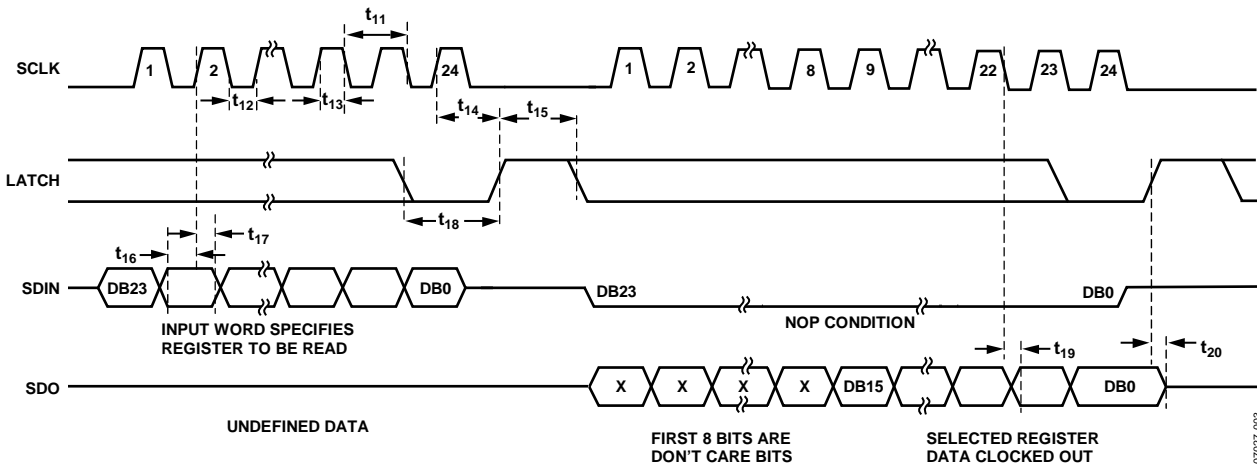 t11
SCLK
1
2
24
1
2
8
9
22
23
24
t12
t13
t14
t15
LATCH
t18
t17
t16
SDIN
DB23
DB0
DB23
DB0
INPUT WORD SPECIFIES
REGISTER TO BE READ
NOP CONDITION
t19
t20
SDO
X
X
X
X
DB15
DB0
UNDEFINED DATA
FIRST 8 BITS ARE
DON'T CARE BITS
SELECTED REGISTER
DATA CLOCKED OUT